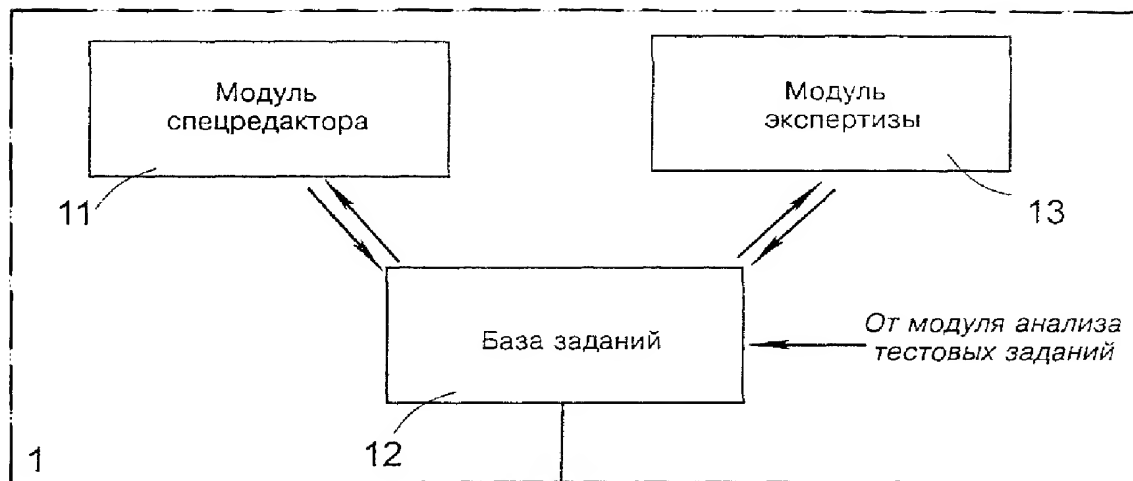 Модуль
спецредактора
Модуль
экспертизы
11
13
База заданий
От модуля анализа
тестовых заданий
12
1